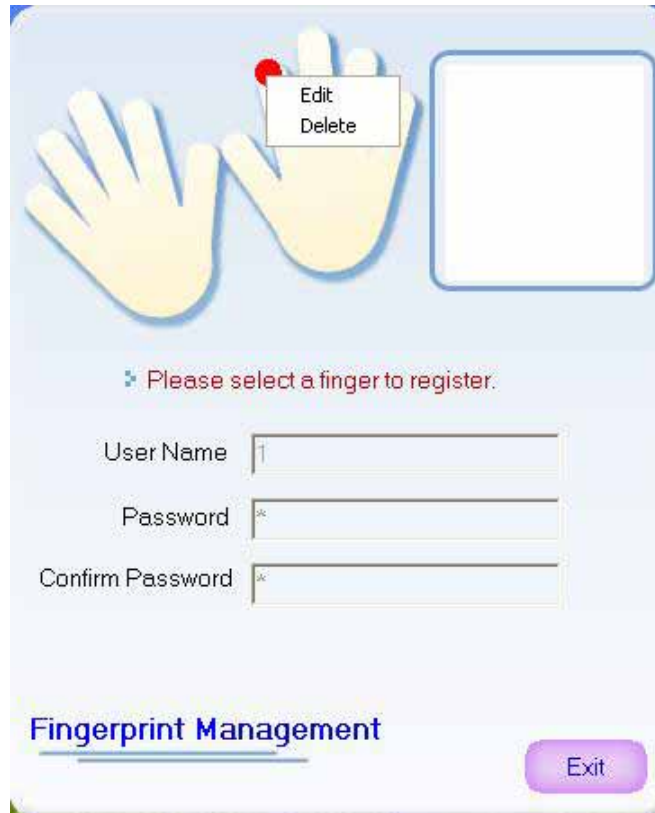 Edit
Delete
Please select a finger to register.
User Name 1
Password *
Confirm Password *
Fingerprint Management
Exit